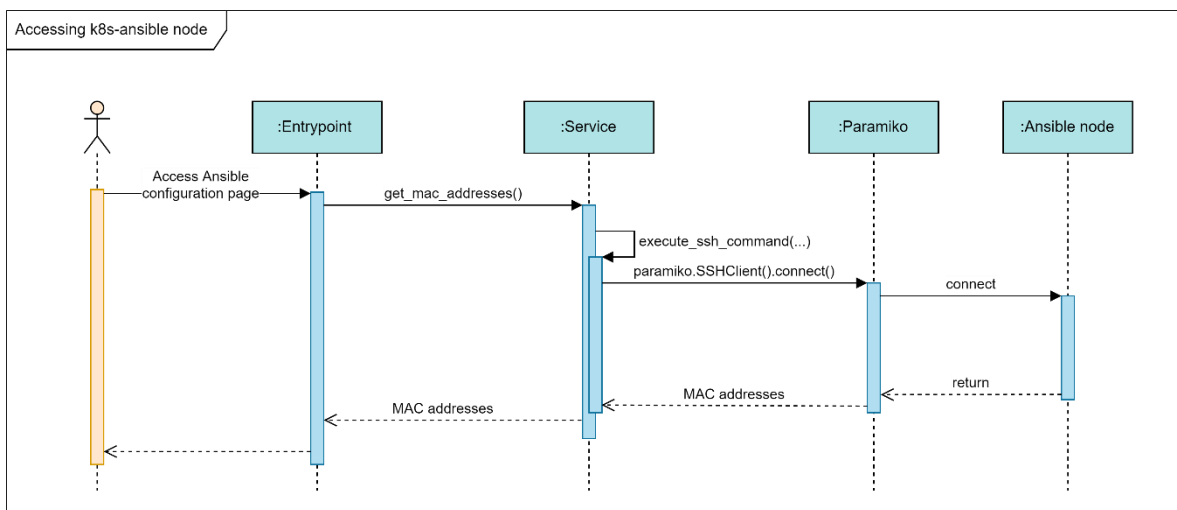 Accessing k8s-ansible node
:Entrypoint
:Service
:Paramiko
:Ansible node
Access Ansible
configuration page
get_mac_addresses()
execute_ssh_command(...)
paramiko.SSHClient().connect()
connect
return
MAC addresses
MAC addresses